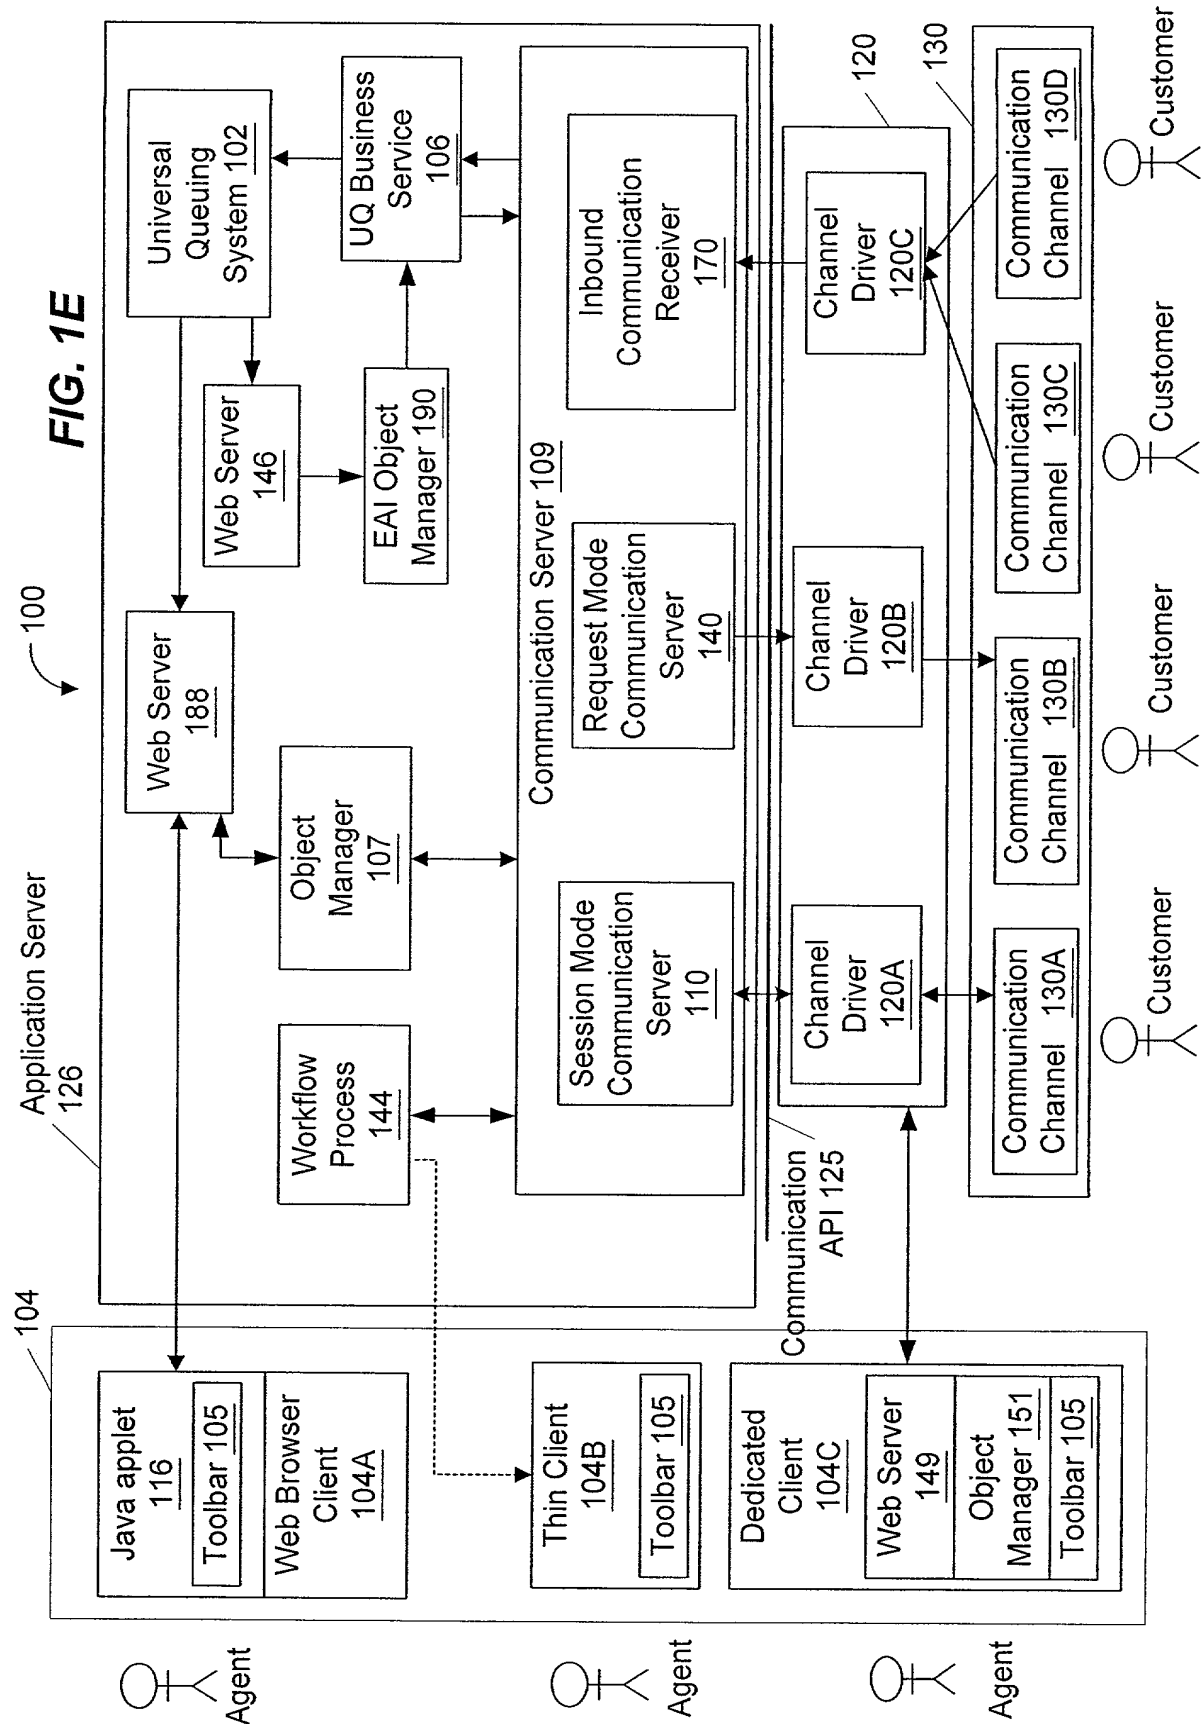 FIG. 1E
100
Application Server
126
104
Java applet
116
Toolbar 105
Web Browser
Client
104A
Agent
Thin Client
104B
Toolbar 105
Agent
Dedicated
Client
104C
Web Server
149
Object
Manager 151
Toolbar 105
Agent
Web Server
188
Universal
Queuing
System 102
Web Server
146
EAI Object
Manager 190
UQ Business
Service
106
Workflow
Process
144
Object
Manager
107
Communication Server 109
Session Mode
Communication
Server
110
Request Mode
Communication
Server
140
Inbound
Communication
Receiver
170
Communication
API 125
120
Channel
Driver
120A
Channel
Driver
120B
Channel
Driver
120C
130
Communication
Channel 130A
Communication
Channel 130B
Communication
Channel 130C
Communication
Channel 130D
Customer
Customer
Customer
Customer